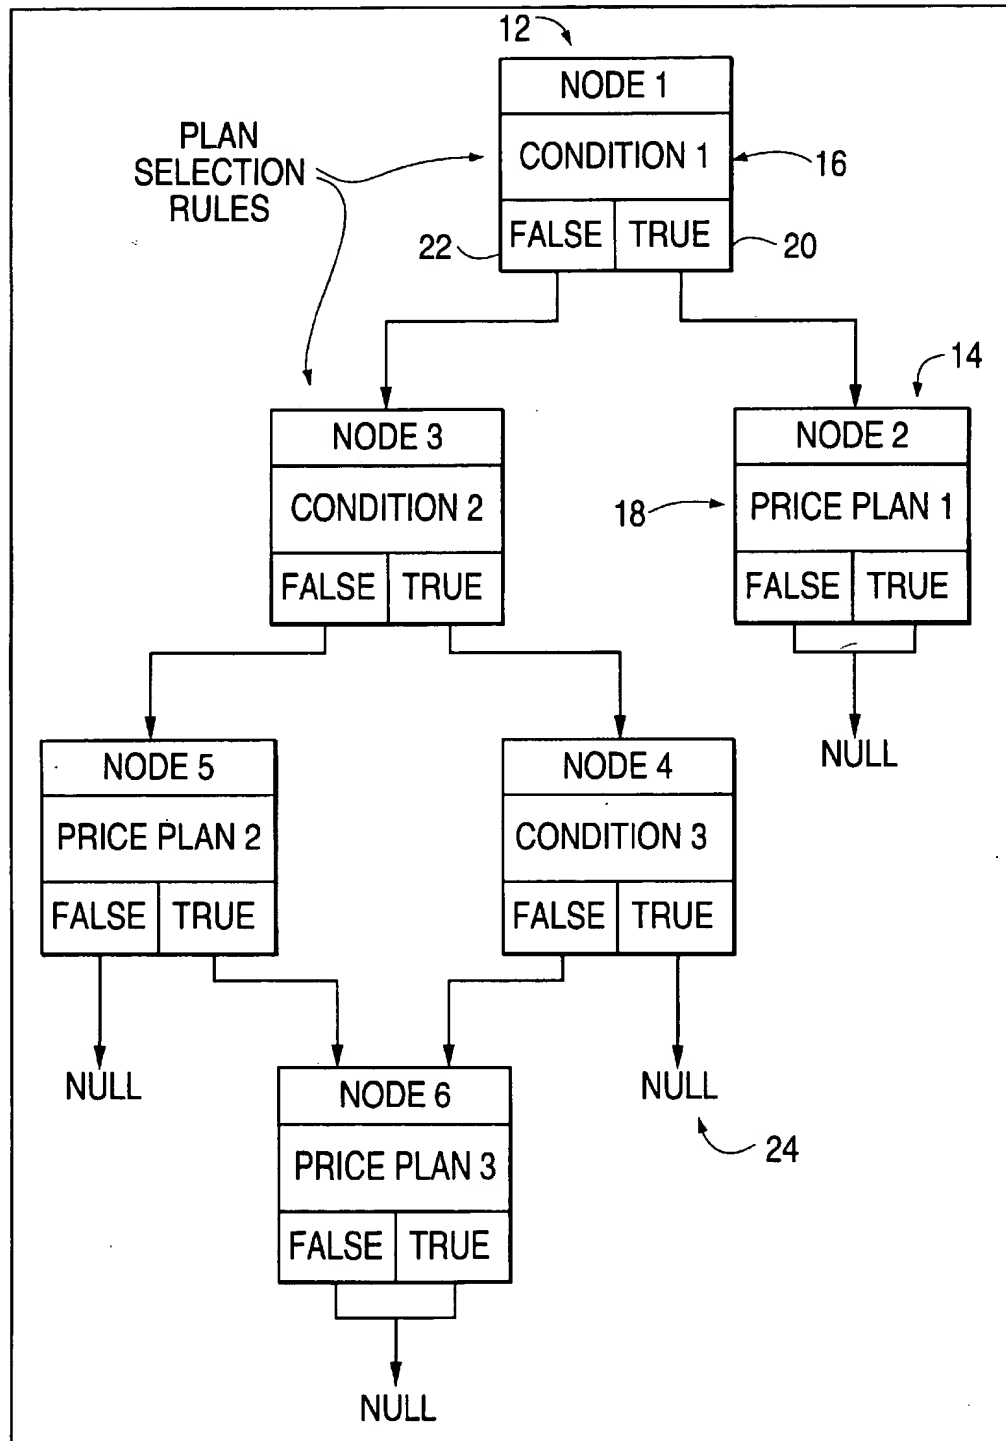 12
NODE 1
CONDITION 1
16
PLAN
SELECTION
RULES
22
FALSE
TRUE
20
14
NODE 3
CONDITION 2
FALSE
TRUE
NODE 2
18
PRICE PLAN 1
FALSE
TRUE
NULL
NODE 5
PRICE PLAN 2
FALSE
TRUE
NODE 4
CONDITION 3
FALSE
TRUE
NULL
NULL
24
NODE 6
PRICE PLAN 3
FALSE
TRUE
NULL